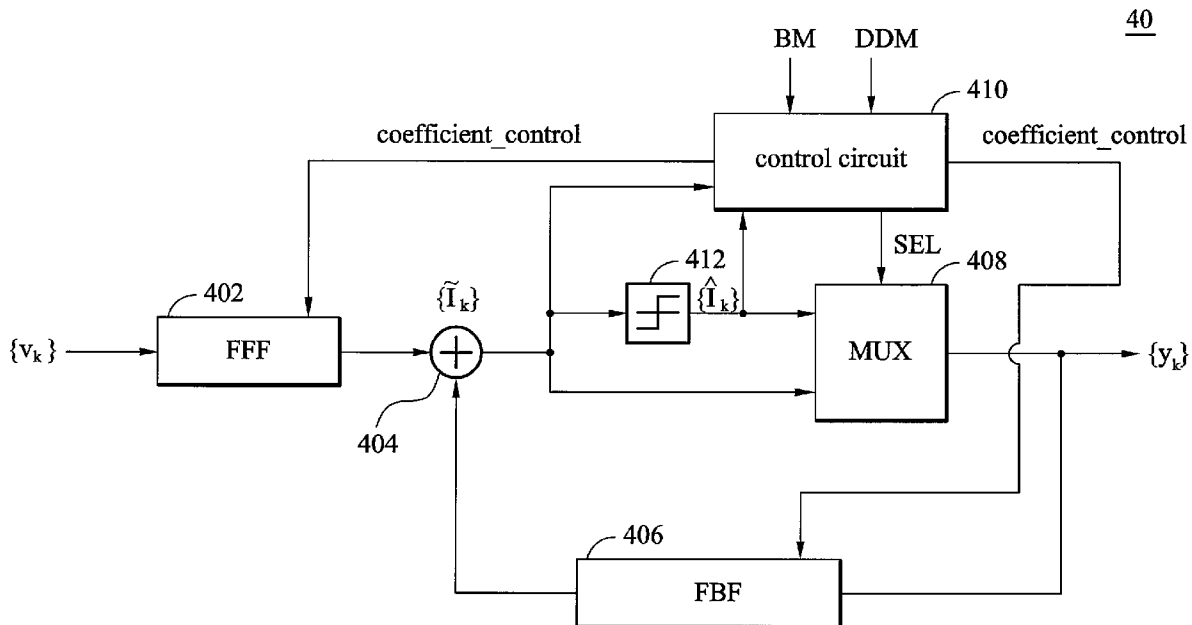 40
BM DDM
410
coefficient_control
control circuit
coefficient_control
SEL
412
408
{Ĩ_k}
{Î_k}
402
{v_k}
FFF
MUX
{y_k}
404
406
FBF